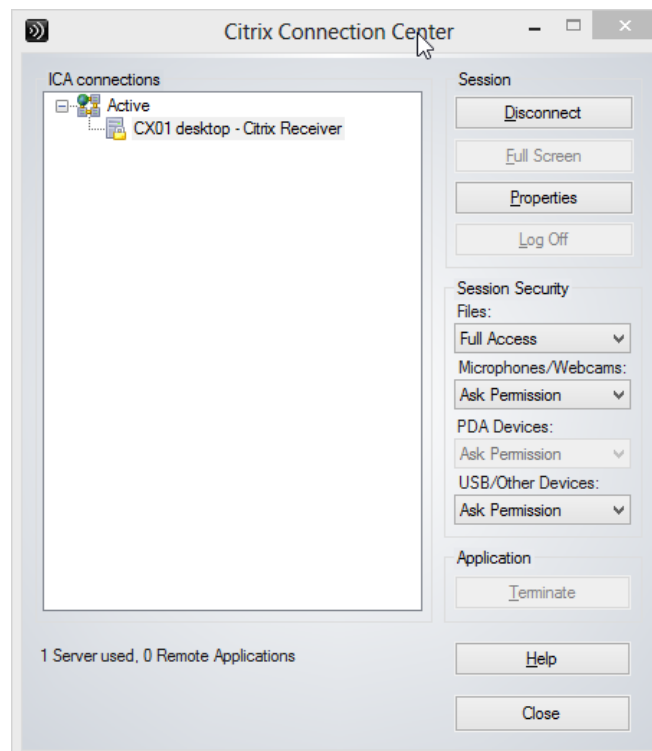 Citrix Connection Center
ICA connections
Active
CX01 desktop - Citrix Receiver
Session
Disconnect
Full Screen
Properties
Log Off
Session Security
Files:
Full Access
Microphones/Webcams:
Ask Permission
PDA Devices:
Ask Permission
USB/Other Devices:
Ask Permission
Application
Terminate
1 Server used, 0 Remote Applications
Help
Close